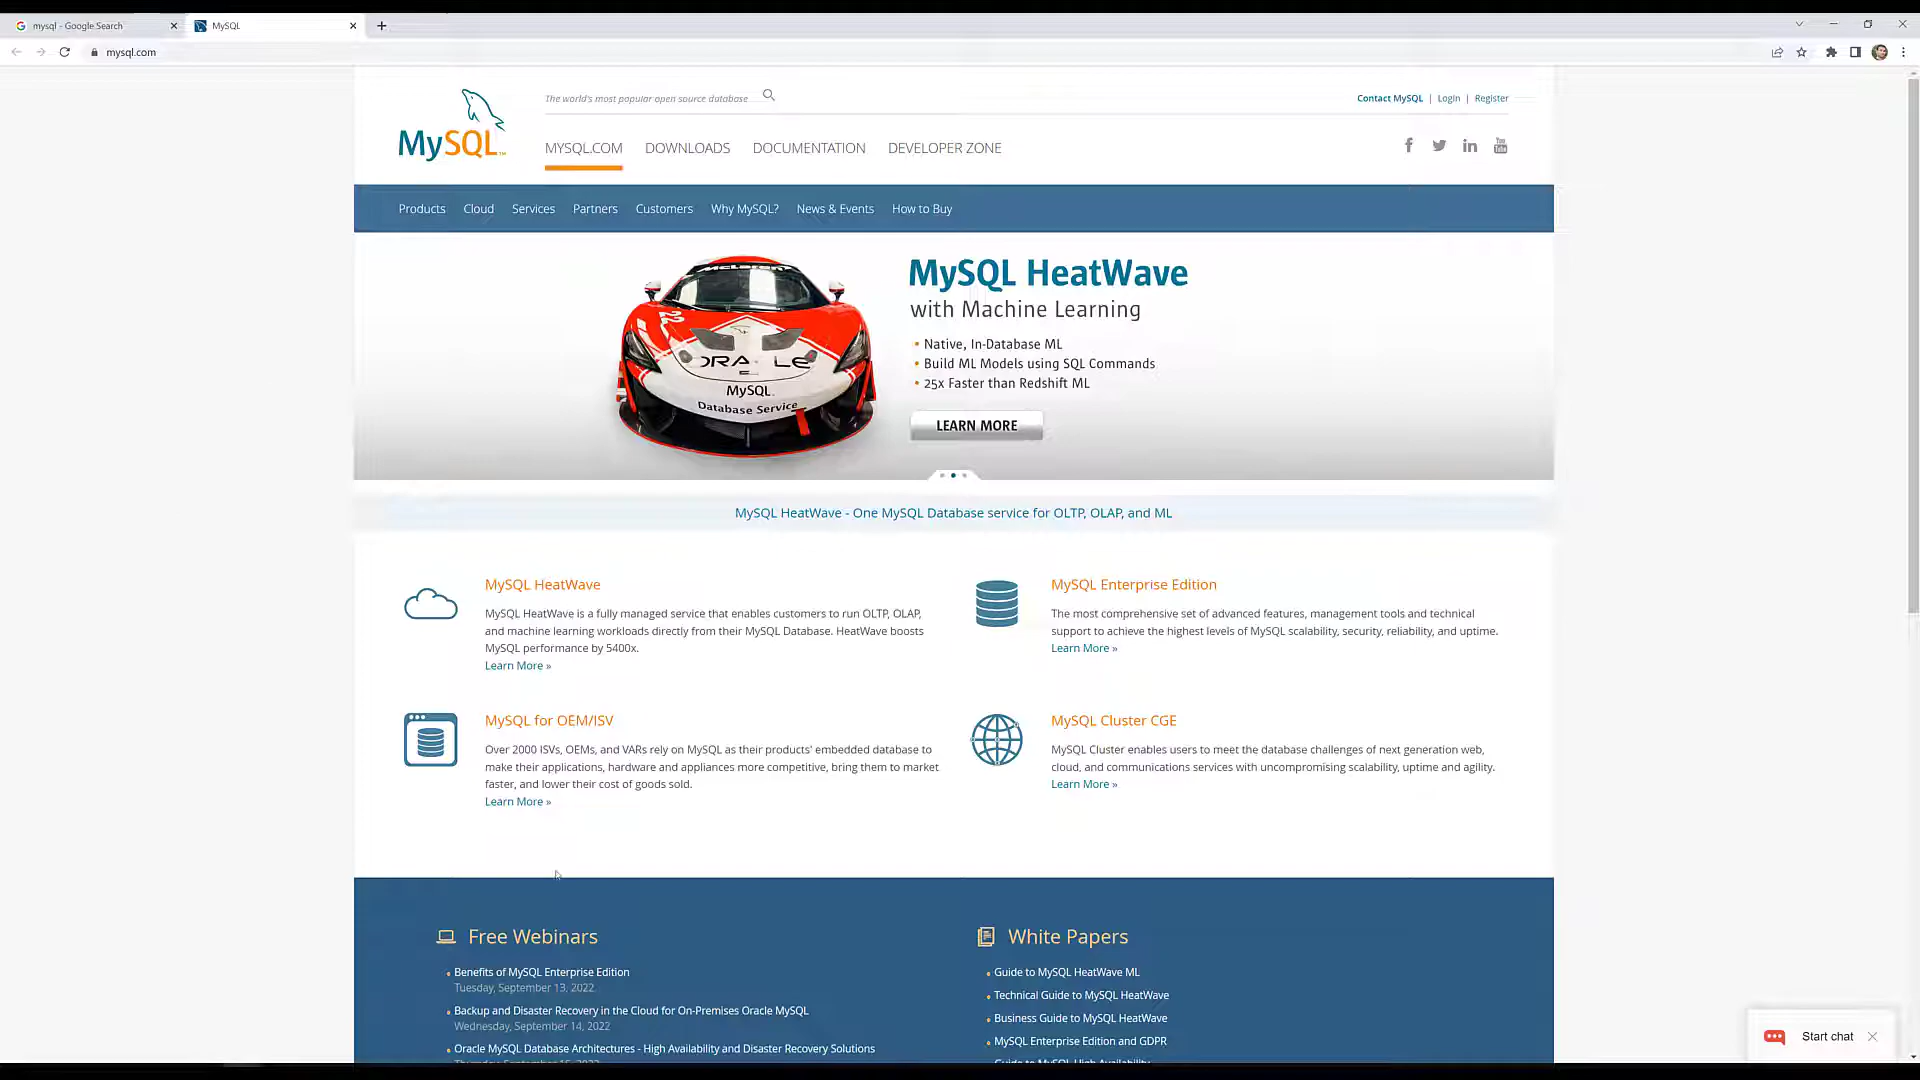 mysql - Google Search
MySQL
mysql.com
The world's most popular open source database
Contact MySQL | Login | Register
MySQL™
MYSQL.COM DOWNLOADS DOCUMENTATION DEVELOPER ZONE
Products Cloud Services Partners Customers Why MySQL? News & Events How to Buy
22
ORACLE
MySQL
Database Service
MySQL HeatWave
with Machine Learning
• Native, In-Database ML
• Build ML Models using SQL Commands
• 25x Faster than Redshift ML
LEARN MORE
MySQL HeatWave - One MySQL Database service for OLTP, OLAP, and ML
MySQL HeatWave
MySQL HeatWave is a fully managed service that enables customers to run OLTP, OLAP,
and machine learning workloads directly from their MySQL Database. HeatWave boosts
MySQL performance by 5400x.
Learn More »
MySQL Enterprise Edition
The most comprehensive set of advanced features, management tools and technical
support to achieve the highest levels of MySQL scalability, security, reliability, and uptime.
Learn More »
MySQL for OEM/ISV
Over 2000 ISVs, OEMs, and VARs rely on MySQL as their products' embedded database to
make their applications, hardware and appliances more competitive, bring them to market
faster, and lower their cost of goods sold.
Learn More »
MySQL Cluster CGE
MySQL Cluster enables users to meet the database challenges of next generation web,
cloud, and communications services with uncompromising scalability, uptime and agility.
Learn More »
Free Webinars
• Benefits of MySQL Enterprise Edition
Tuesday, September 13, 2022
• Backup and Disaster Recovery in the Cloud for On-Premises Oracle MySQL
Wednesday, September 14, 2022
• Oracle MySQL Database Architectures - High Availability and Disaster Recovery Solutions
White Papers
• Guide to MySQL HeatWave ML
• Technical Guide to MySQL HeatWave
• Business Guide to MySQL HeatWave
• MySQL Enterprise Edition and GDPR
Guide to MySQL High Availability
Start chat